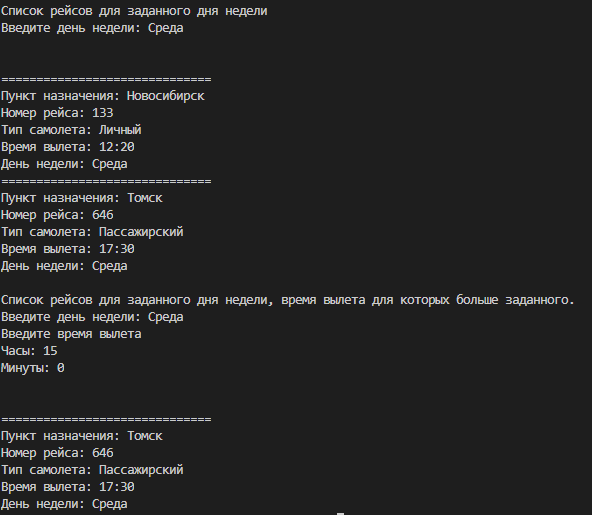 Список рейсов для заданного дня недели
Введите день недели: Среда
==============================
Пункт назначения: Новосибирск
Номер рейса: 133
Тип самолета: Личный
Время вылета: 12:20
День недели: Среда
==============================
Пункт назначения: Томск
Номер рейса: 646
Тип самолета: Пассажирский
Время вылета: 17:30
День недели: Среда
Список рейсов для заданного дня недели, время вылета для которых больше заданного.
Введите день недели: Среда
Введите время вылета
Часы: 15
Минуты: 0
==============================
Пункт назначения: Томск
Номер рейса: 646
Тип самолета: Пассажирский
Время вылета: 17:30
День недели: Среда